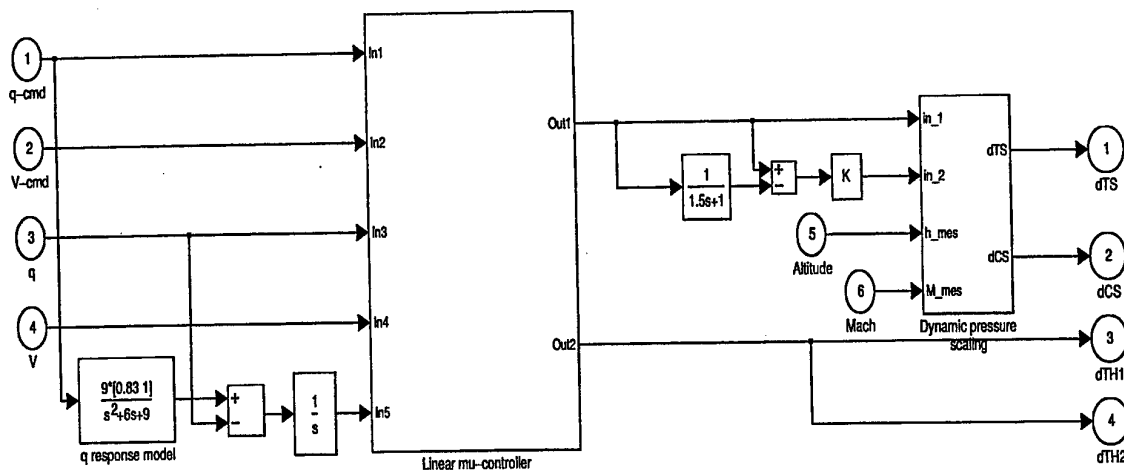 1
q-cmd
In1
2
V-cmd
In2
3
q
In3
4
V
In4
9*[0.83 1]
s2+6s+9
q response model
+
−
1
s
In5
Linear mu-controller
Out1
Out2
1
1.5s+1
+
−
K
in_1
in_2
5
Altitude
h_mes
6
Mach
M_mes
dTS
dCS
Dynamic pressure
scaling
1
dTS
2
dCS
3
dTH1
4
dTH2